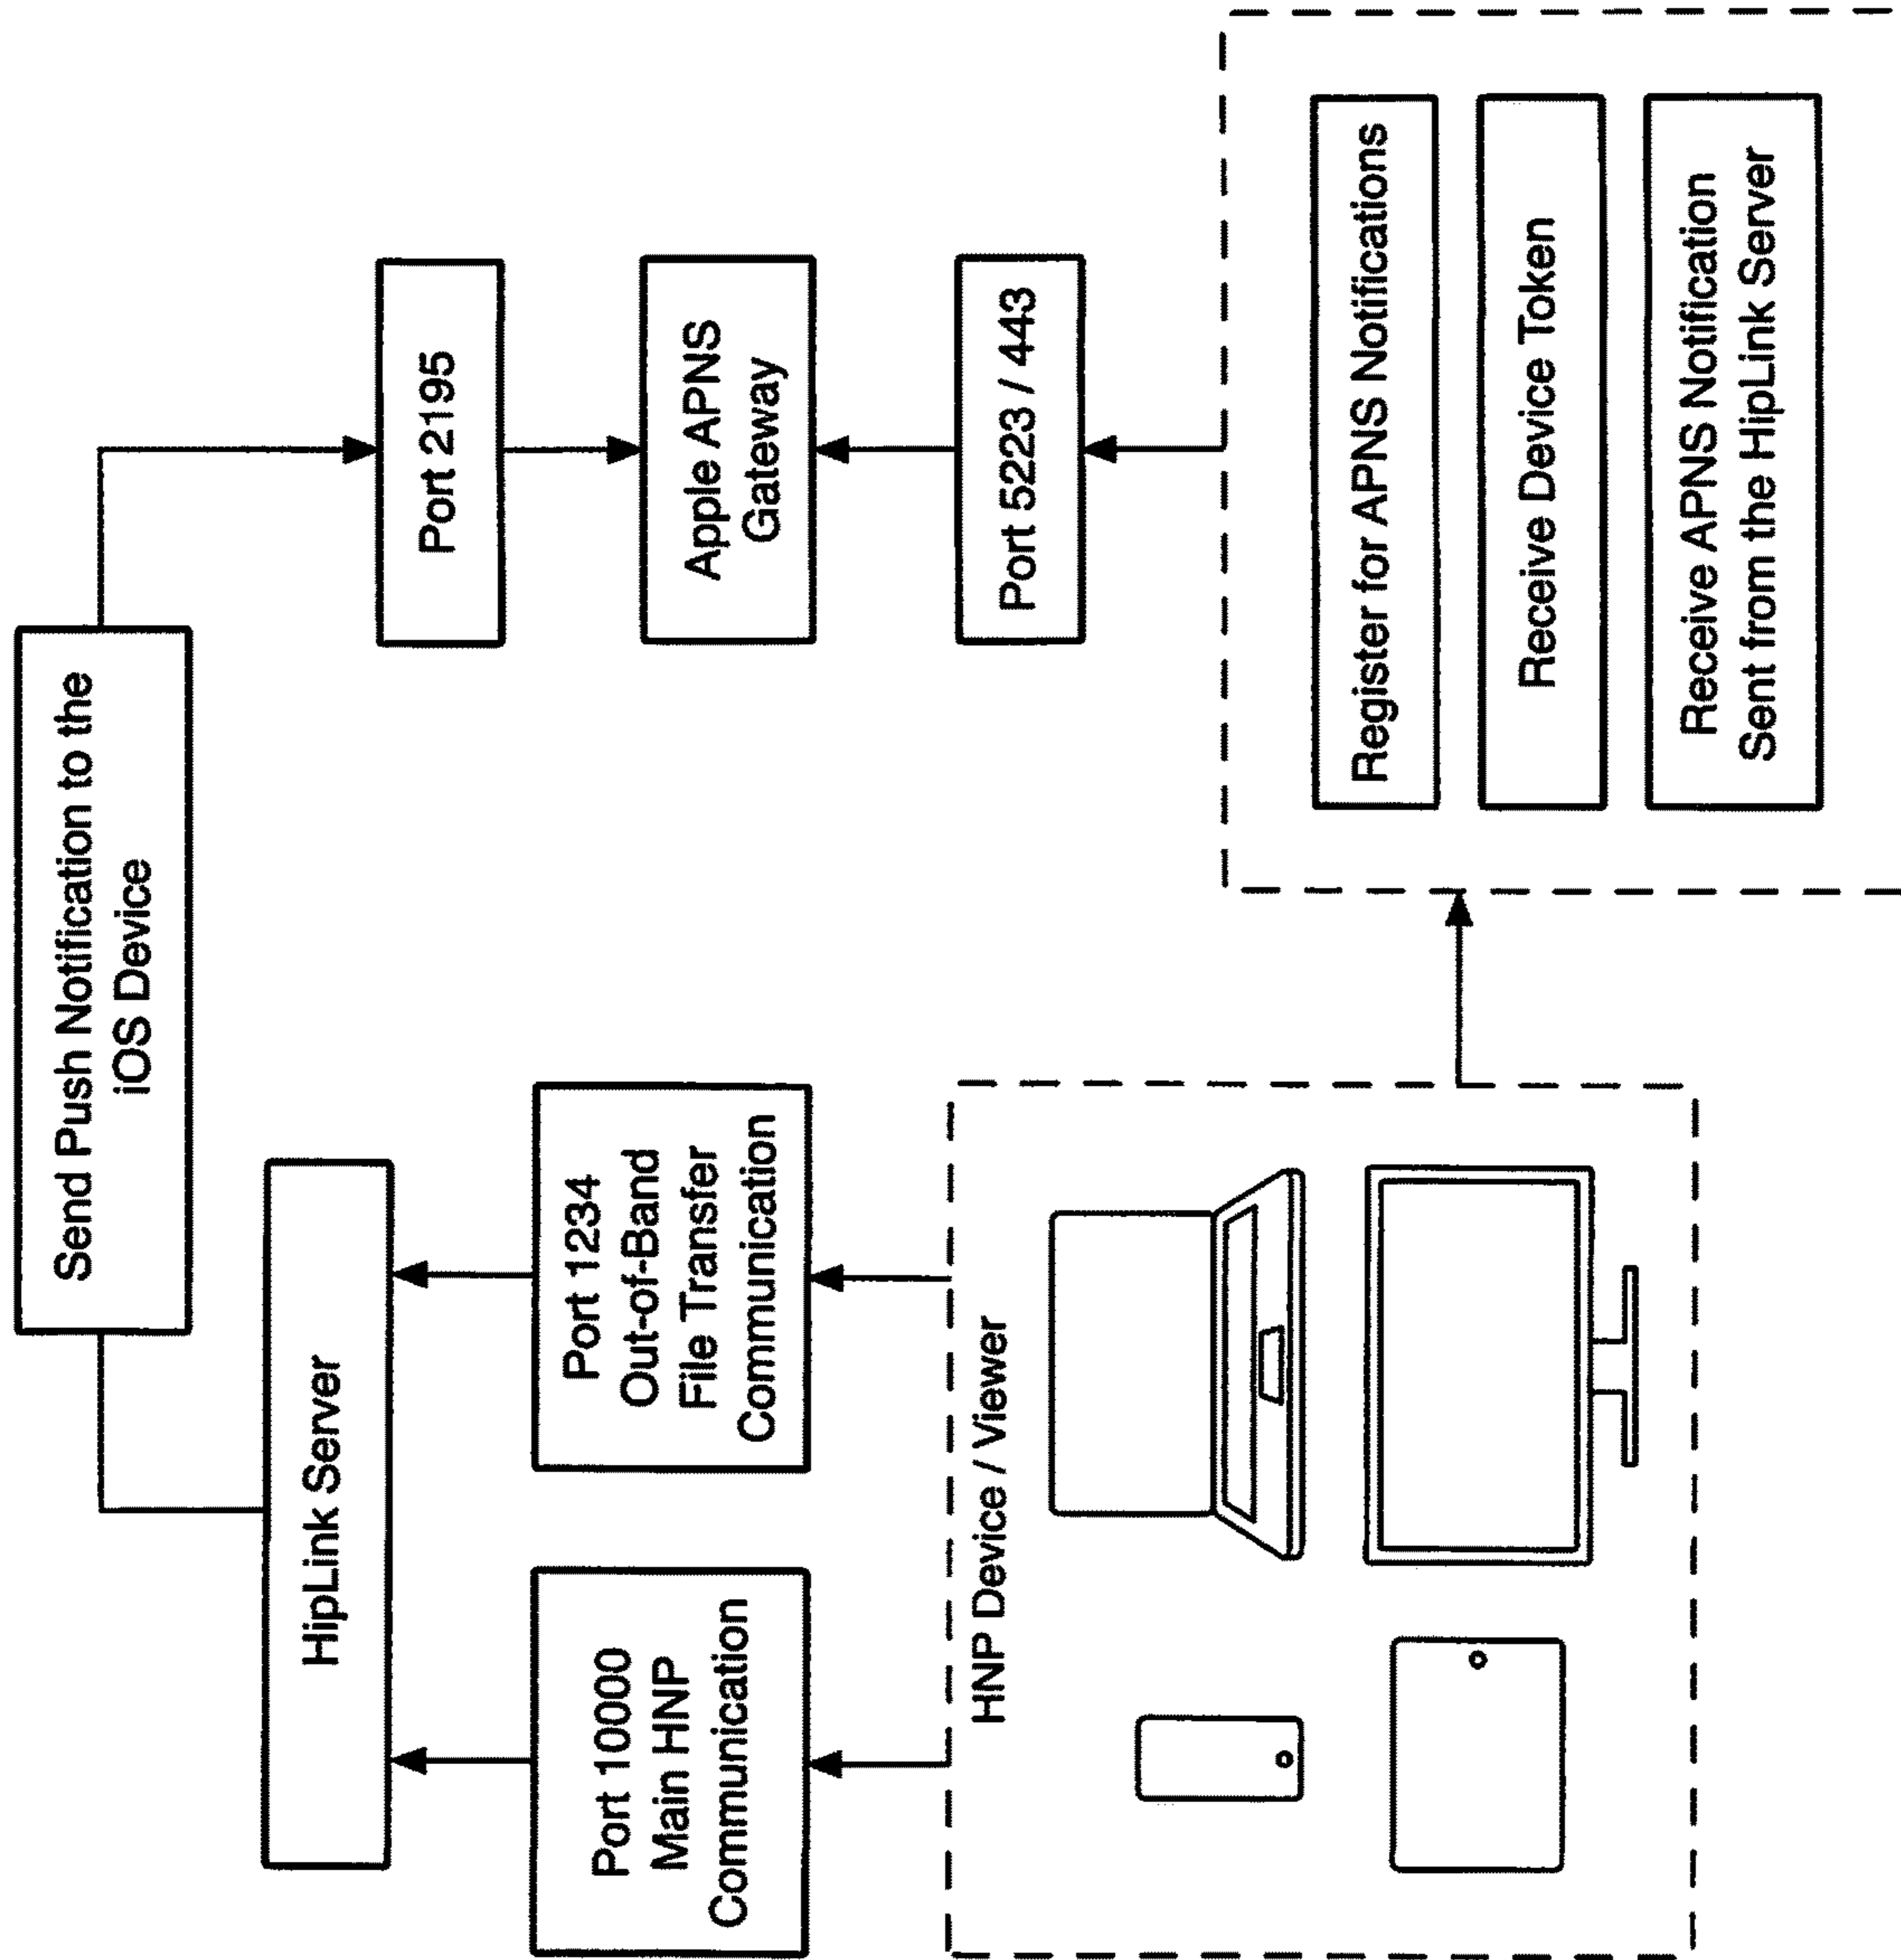 Send Push Notification to the
iOS Device
HipLink Server
Port 10000
Main HNP
Communication
Port 1234
Out-of-Band
File Transfer
Communication
HNP Device / Viewer
Port 2195
Apple APNS
Gateway
Port 5223 / 443
Register for APNS Notifications
Receive Device Token
Receive APNS Notification
Sent from the HipLink Server